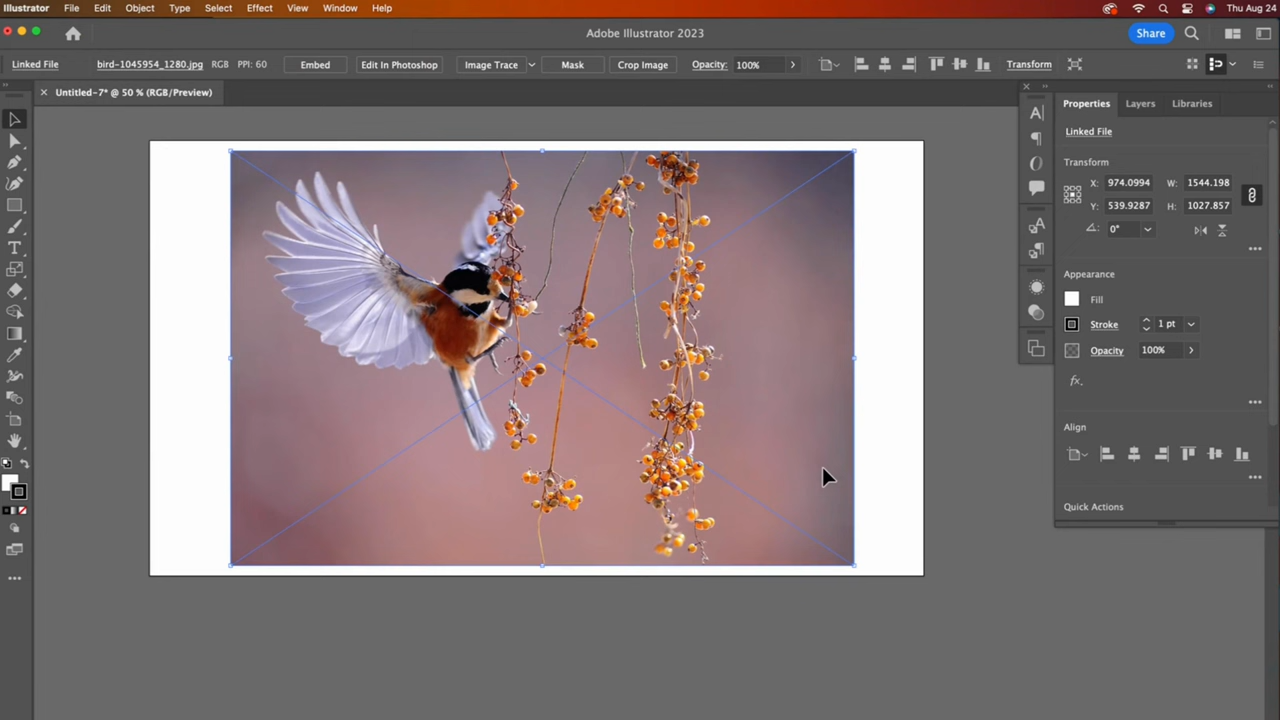 Illustrator File Edit Object Type Select Effect View Window Help Thu Aug 24
Adobe Illustrator 2023 Share
Linked File bird-1045954_1280.jpg RGB PPI: 60 Embed Edit In Photoshop Image Trace Mask Crop Image Opacity: 100% Transform
Untitled-7* @ 50 % (RGB/Preview)
Properties Layers Libraries
Linked File
Transform
X: 974.0994 W: 1544.198
Y: 539.9287 H: 1027.857
0°
Appearance
Fill
Stroke 1 pt
Opacity 100%
fx.
Align
Quick Actions